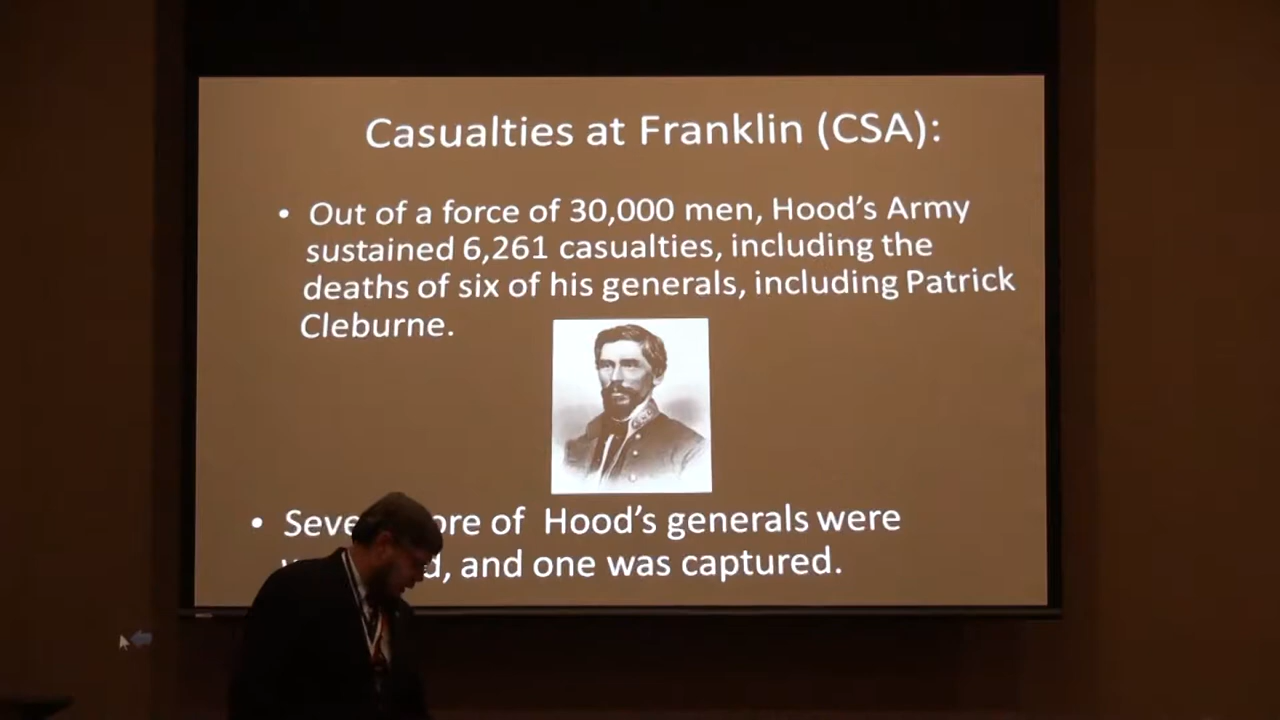 Casualties at Franklin (CSA):
• Out of a force of 30,000 men, Hood's Army
sustained 6,261 casualties, including the
deaths of six of his generals, including Patrick
Cleburne.
• of Hood's generals were
and one was captured.